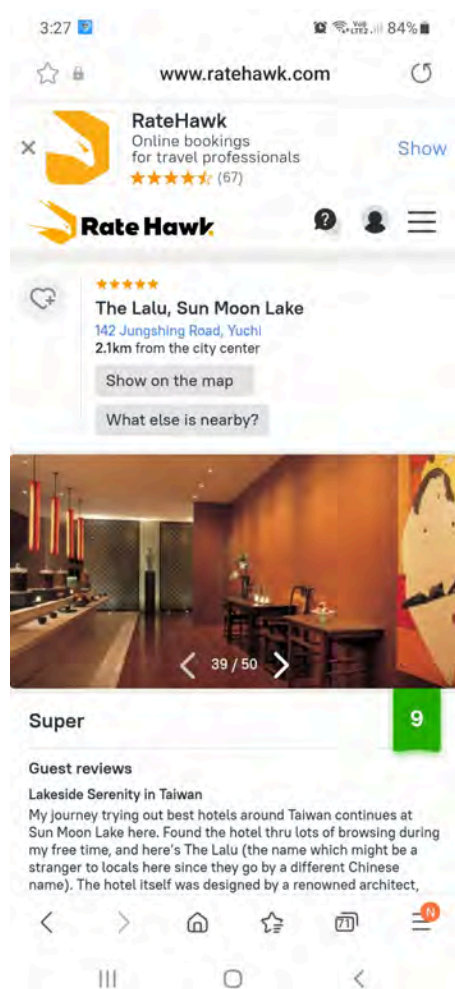 3:27
VoB
LTE2
84%
www.ratehawk.com
RateHawk
Online bookings
for travel professionals
(67)
Show
Rate Hawk
?
The Lalu, Sun Moon Lake
142 Jungshing Road, Yuchi
2.1km from the city center
Show on the map
What else is nearby?
39 / 50
Super
9
Guest reviews
Lakeside Serenity in Taiwan
My journey trying out best hotels around Taiwan continues at
Sun Moon Lake here. Found the hotel thru lots of browsing during
my free time, and here's The Lalu (the name which might be a
stranger to locals here since they go by a different Chinese
name). The hotel itself was designed by a renowned architect,
71
N